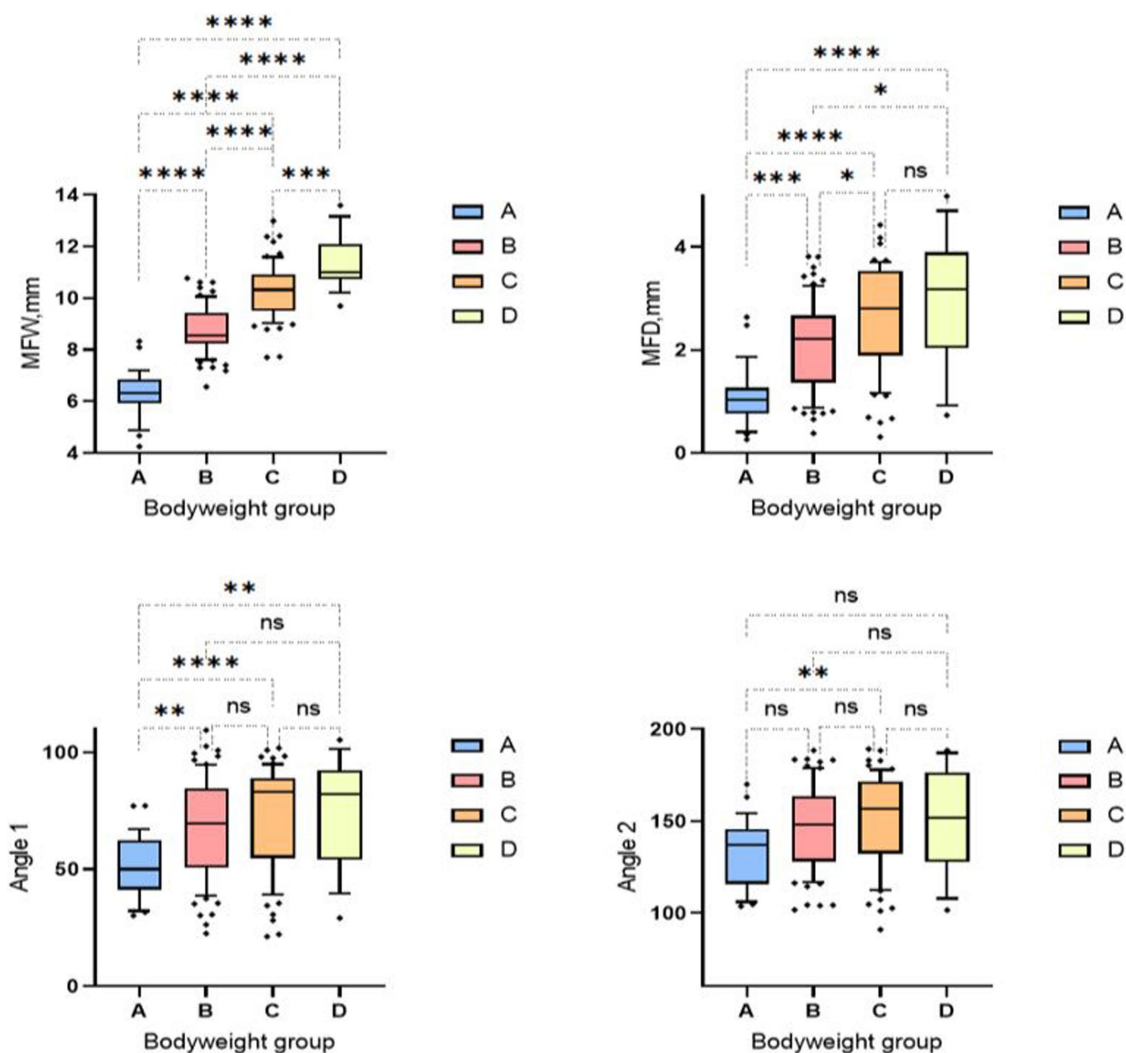 ****
****
****
****
**** ***
MFW,mm
14
12
10
8
6
4
A B C D
Bodyweight group
A
B
C
D
****
*
****
*** * ns
MFD,mm
4
2
0
A B C D
Bodyweight group
A
B
C
D
**
ns
****
** ns ns
Angle 1
100
50
0
A B C D
Bodyweight group
A
B
C
D
ns
ns
**
ns ns ns
Angle 2
200
150
100
A B C D
Bodyweight group
A
B
C
D